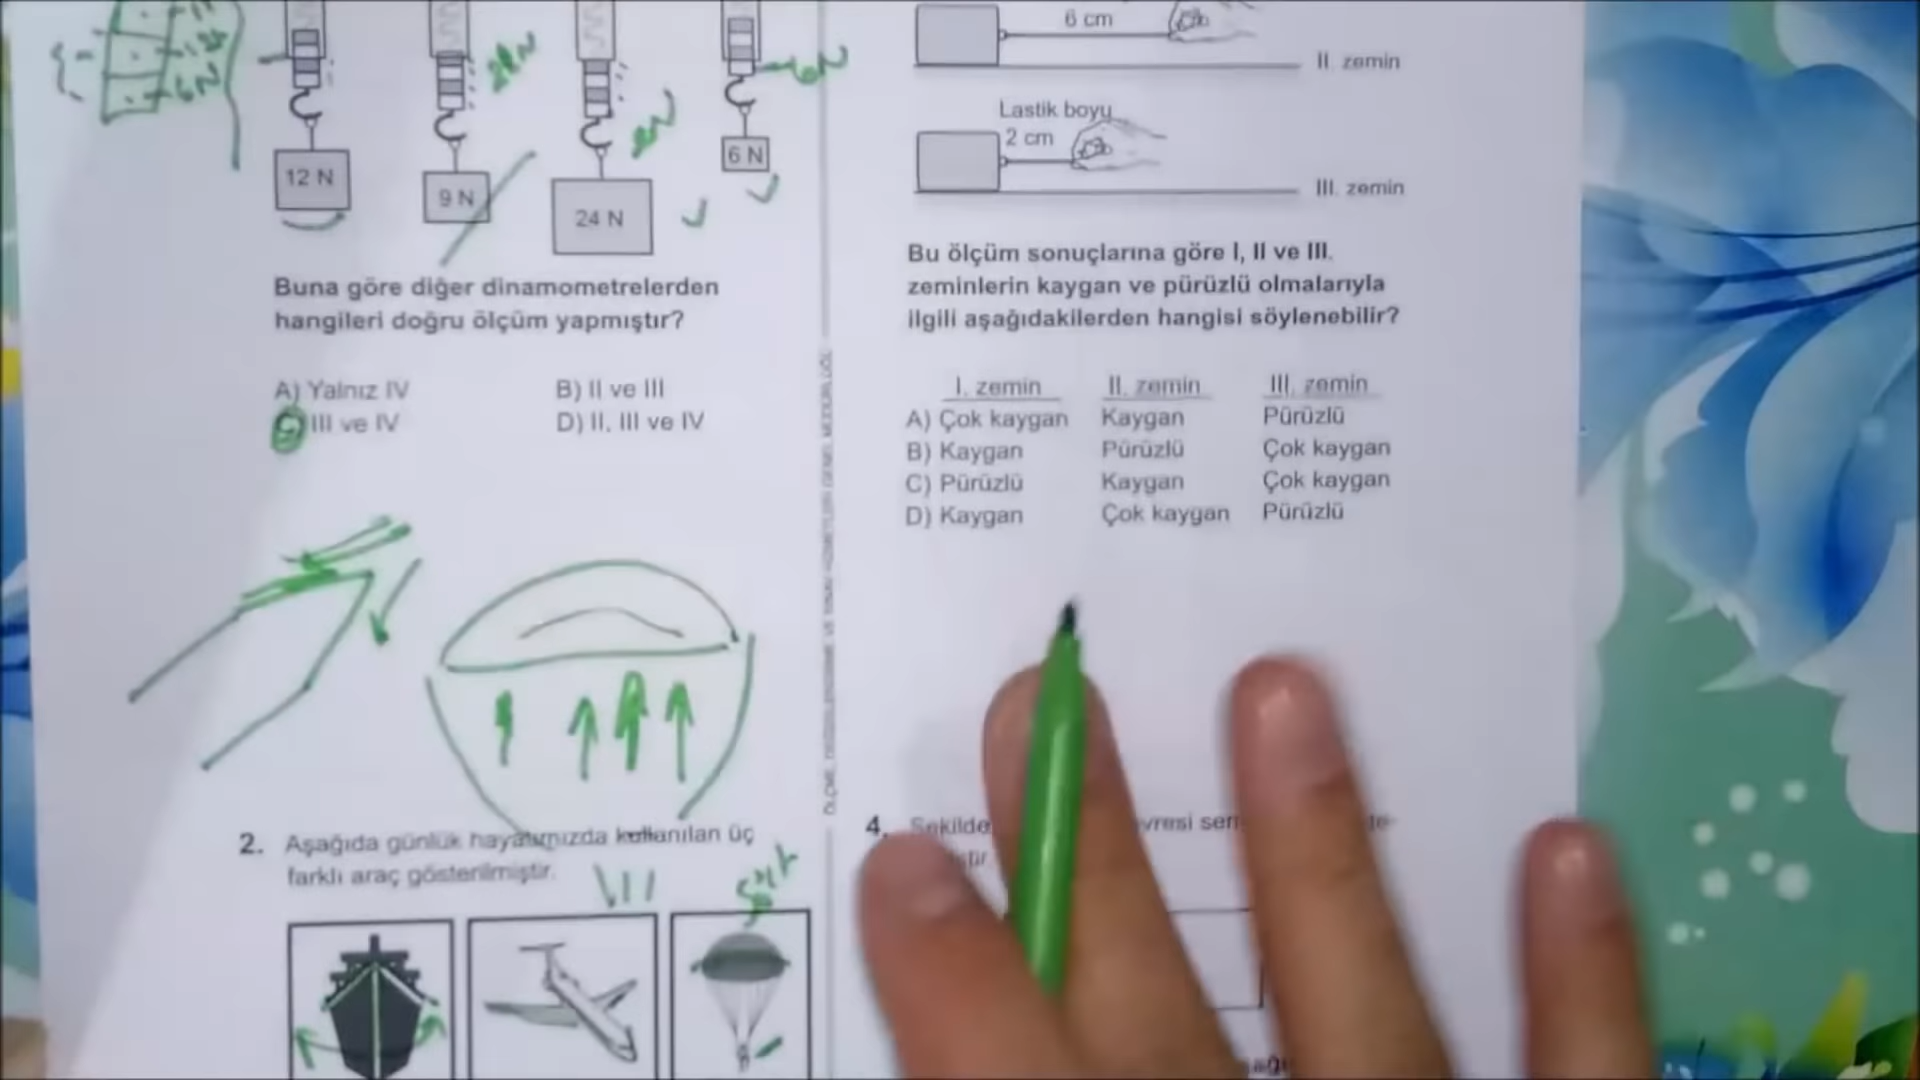 6N
12 N
9 N
24 N
6 N
6N
Buna göre diğer dinamometrelerden
hangileri doğru ölçüm yapmıştır?
A) Yalnız IV
B) II ve III
C) III ve IV
D) II, III ve IV
2. Aşağıda günlük hayatımızda kullanılan üç
farklı araç gösterilmiştir.
6 cm
II. zemin
Lastik boyu
2 cm
III. zemin
Bu ölçüm sonuçlarına göre I, II ve III.
zeminlerin kaygan ve pürüzlü olmalarıyla
ilgili aşağıdakilerden hangisi söylenebilir?
I. zemin II. zemin III. zemin
A) Çok kaygan Kaygan Pürüzlü
B) Kaygan Pürüzlü Çok kaygan
C) Pürüzlü Kaygan Çok kaygan
D) Kaygan Çok kaygan Pürüzlü
4. Şekilde